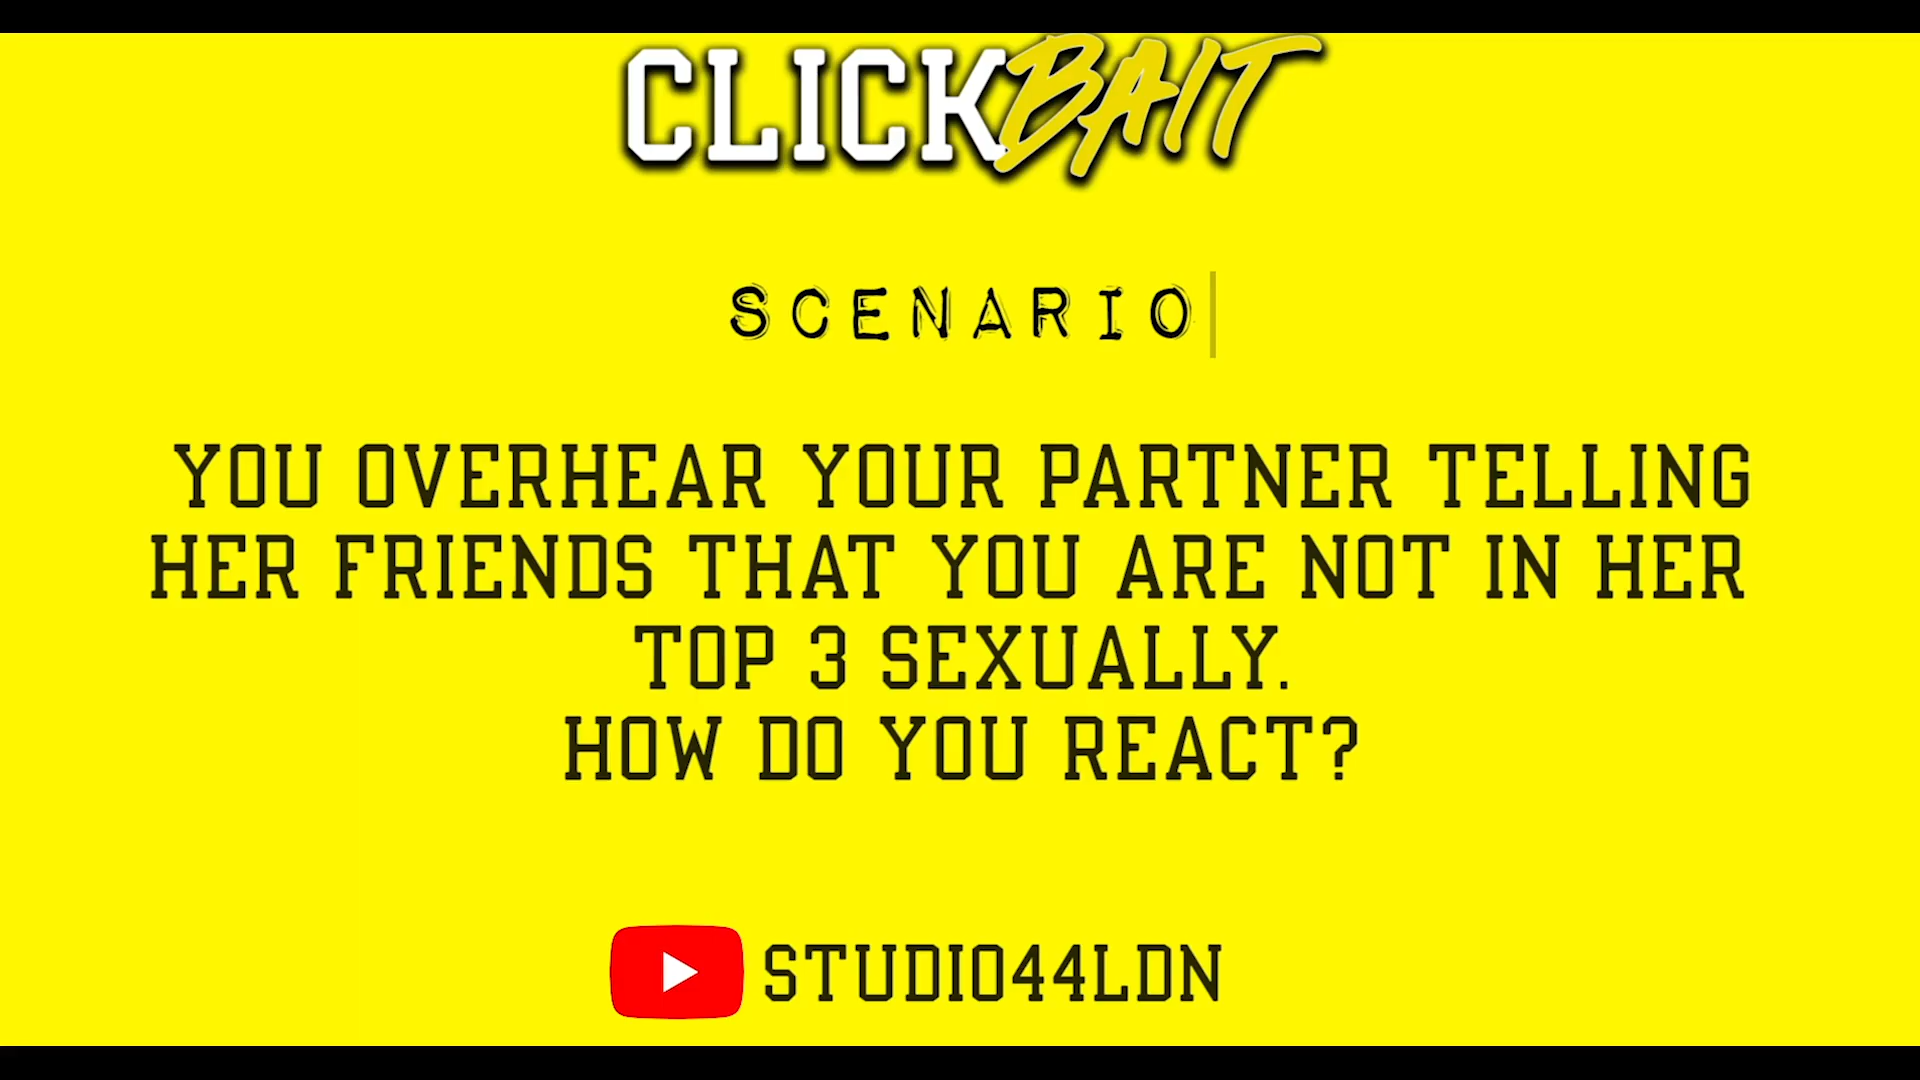 CLICKBAIT
SCENARIO
YOU OVERHEAR YOUR PARTNER TELLING
HER FRIENDS THAT YOU ARE NOT IN HER
TOP 3 SEXUALLY.
HOW DO YOU REACT?
STUDIO44LDN